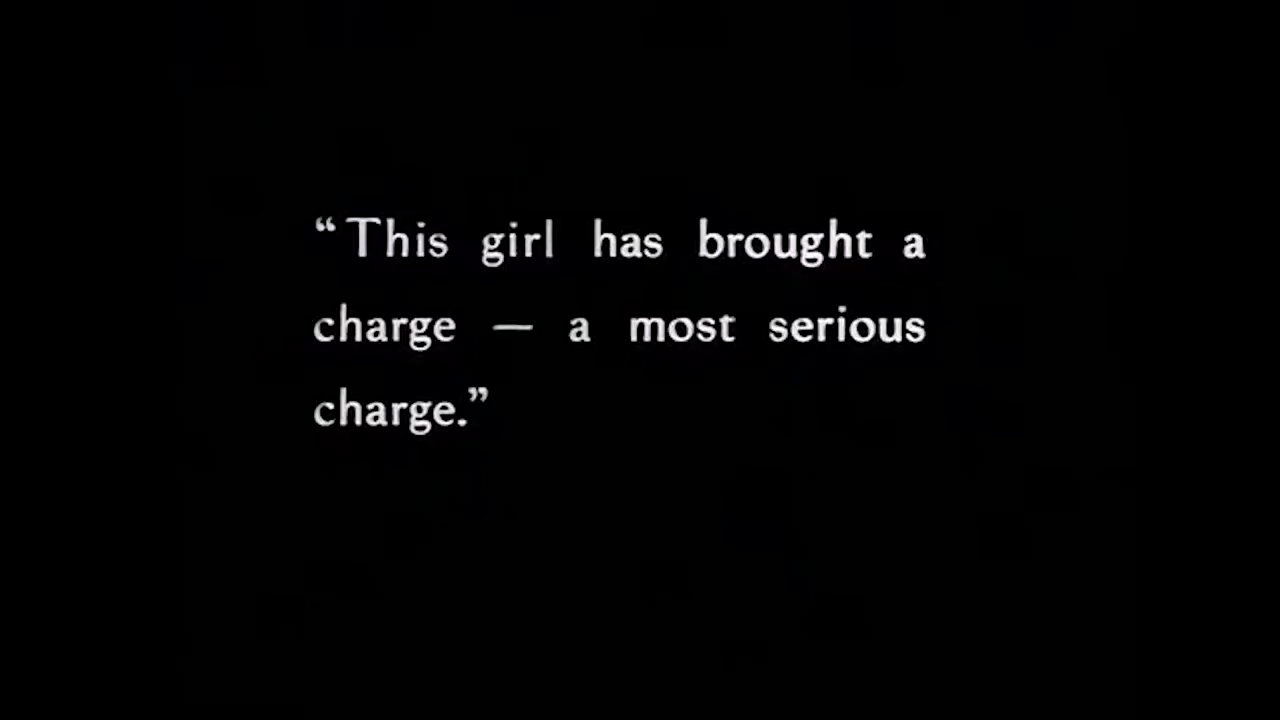 “This girl has brought a
charge — a most serious
charge.”